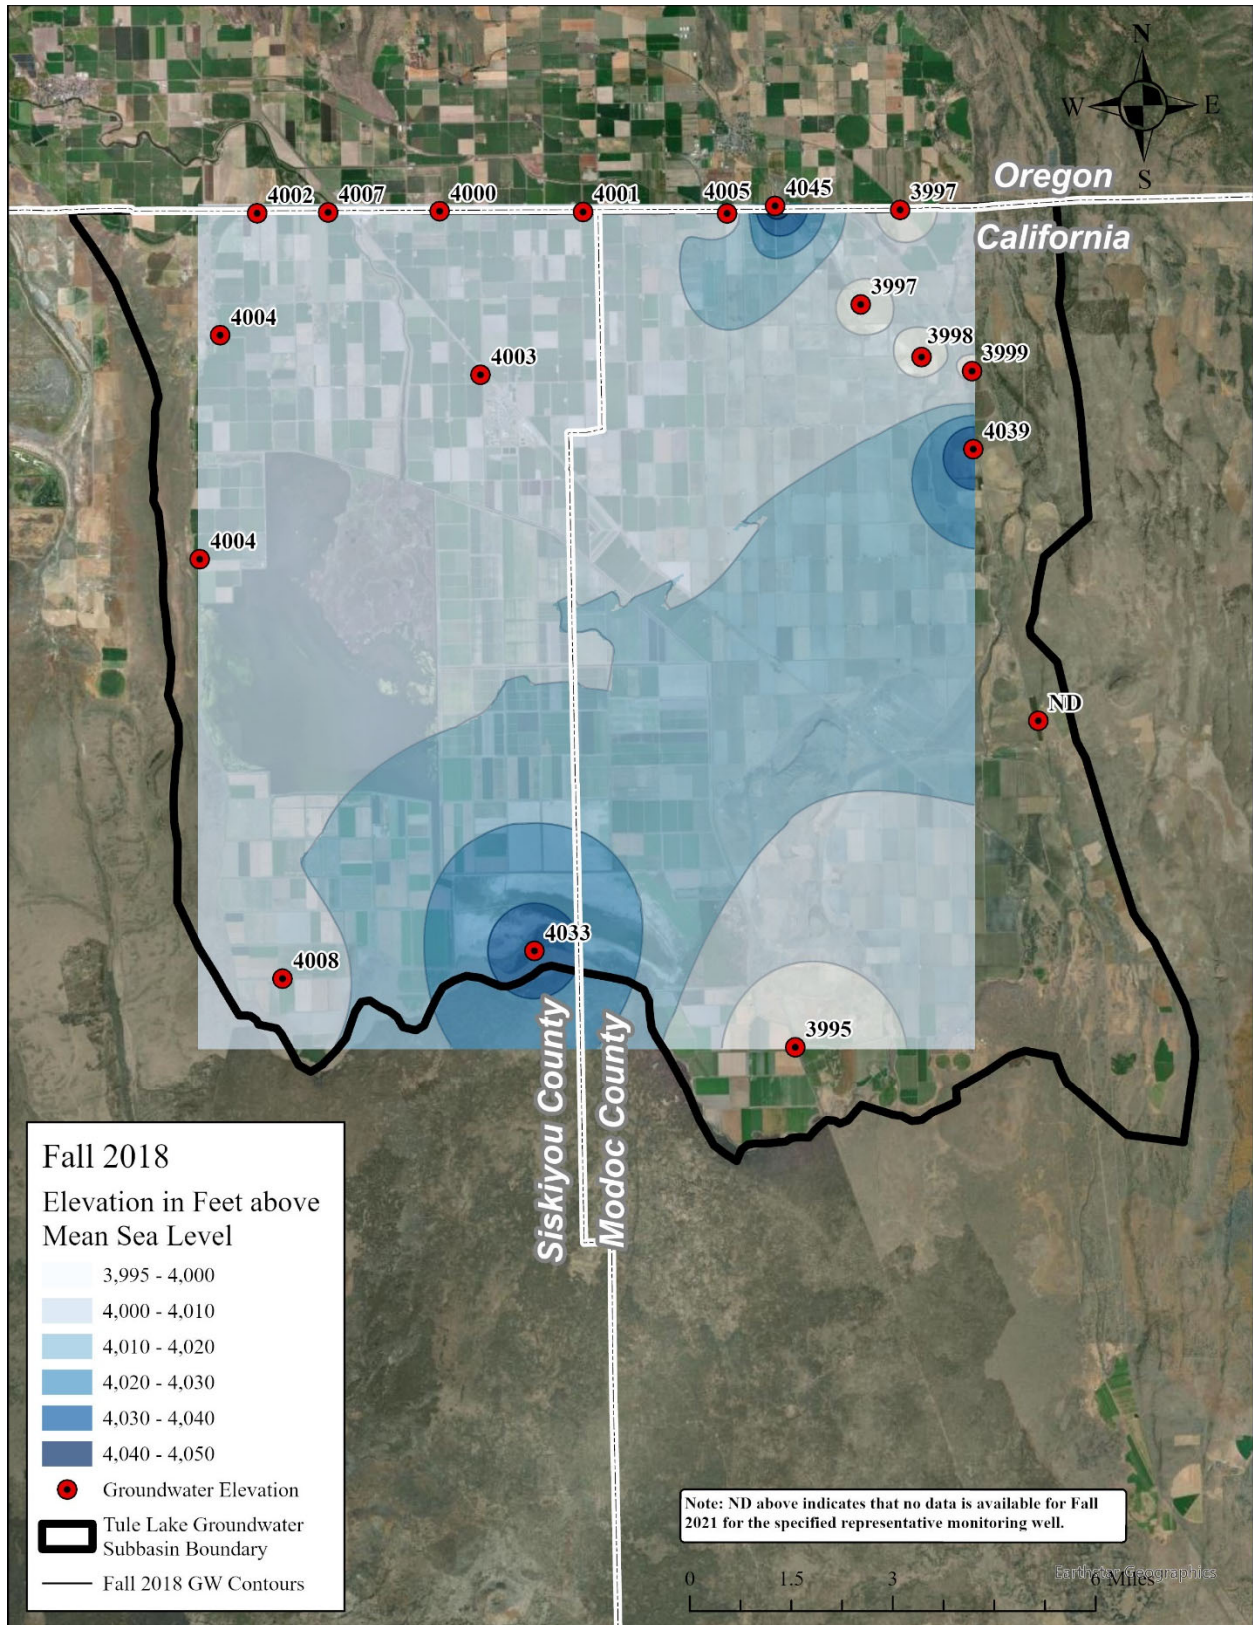 N
W E
S
Oregon
California
4002
4007
4000
4001
4005
4045
3997
3997
4004
4003
3998
3999
4039
4004
ND
4033
4008
3995
Siskiyou County
Modoc County
Fall 2018
Elevation in Feet above
Mean Sea Level
3,995 - 4,000
4,000 - 4,010
4,010 - 4,020
4,020 - 4,030
4,030 - 4,040
4,040 - 4,050
Groundwater Elevation
Tule Lake Groundwater
Subbasin Boundary
Fall 2018 GW Contours
Note: ND above indicates that no data is available for Fall
2021 for the specified representative monitoring well.
Earthstar Geographics
0 1.5 3 6 Miles